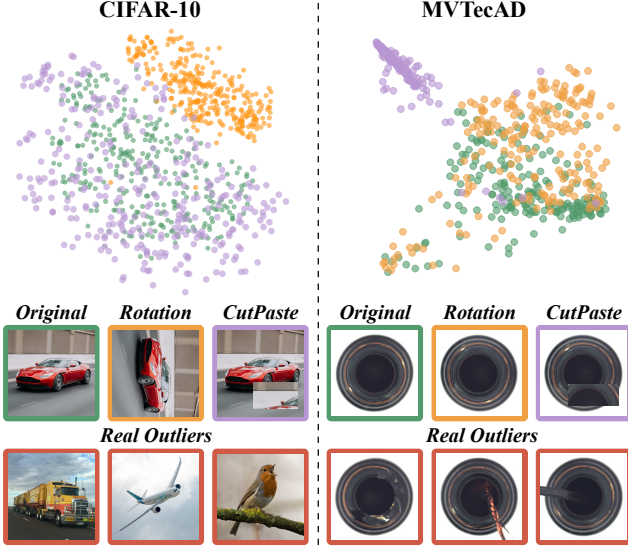 CIFAR-10
MVTecAD
Original Rotation CutPaste
Original Rotation CutPaste
Real Outliers
Real Outliers